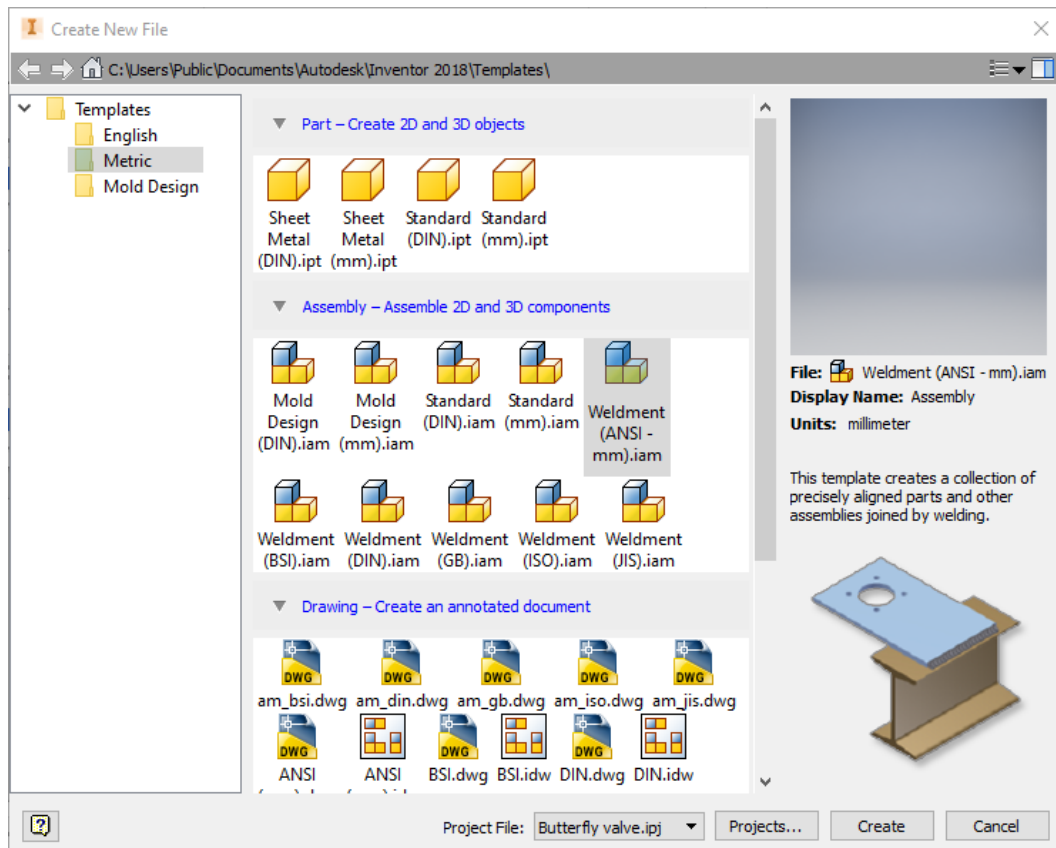 Create New File
C:\Users\Public\Documents\Autodesk\Inventor 2018\Templates\
Templates
English
Metric
Mold Design
Part – Create 2D and 3D objects
Sheet Metal (DIN).ipt
Sheet Metal (mm).ipt
Standard (DIN).ipt
Standard (mm).ipt
Assembly – Assemble 2D and 3D components
Mold Design (DIN).iam
Mold Design (mm).iam
Standard (DIN).iam
Standard (mm).iam
Weldment (ANSI - mm).iam
Weldment (BSI).iam
Weldment (DIN).iam
Weldment (GB).iam
Weldment (ISO).iam
Weldment (JIS).iam
Drawing – Create an annotated document
DWG DWG DWG DWG DWG
am_bsi.dwg am_din.dwg am_gb.dwg am_iso.dwg am_jis.dwg
DWG DWG DWG
ANSI ANSI BSI.dwg BSI.idw DIN.dwg DIN.idw
File: Weldment (ANSI - mm).iam
Display Name: Assembly
Units: millimeter
This template creates a collection of
precisely aligned parts and other
assemblies joined by welding.
Project File: Butterfly valve.ipj Projects... Create Cancel